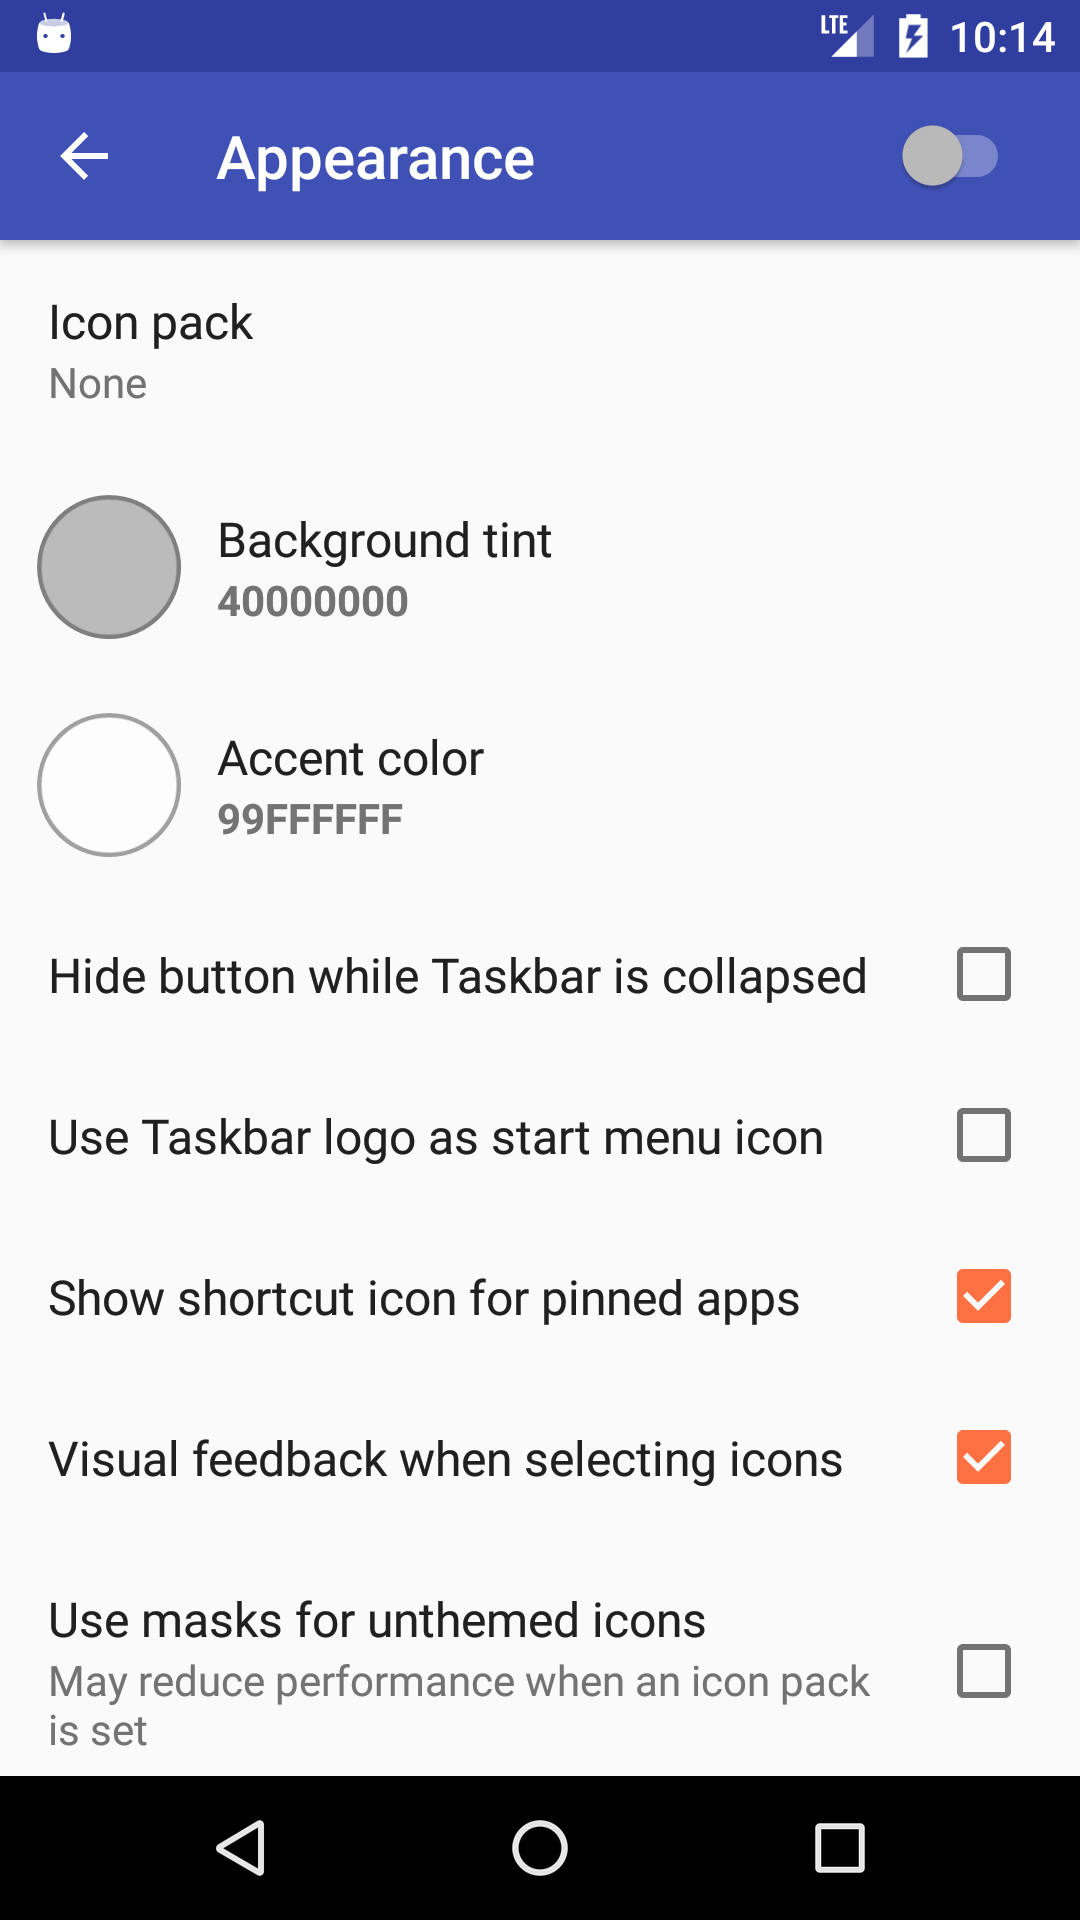 LTE 10:14
Appearance
Icon pack
None
Background tint
40000000
Accent color
99FFFFFF
Hide button while Taskbar is collapsed
Use Taskbar logo as start menu icon
Show shortcut icon for pinned apps
Visual feedback when selecting icons
Use masks for unthemed icons
May reduce performance when an icon pack
is set